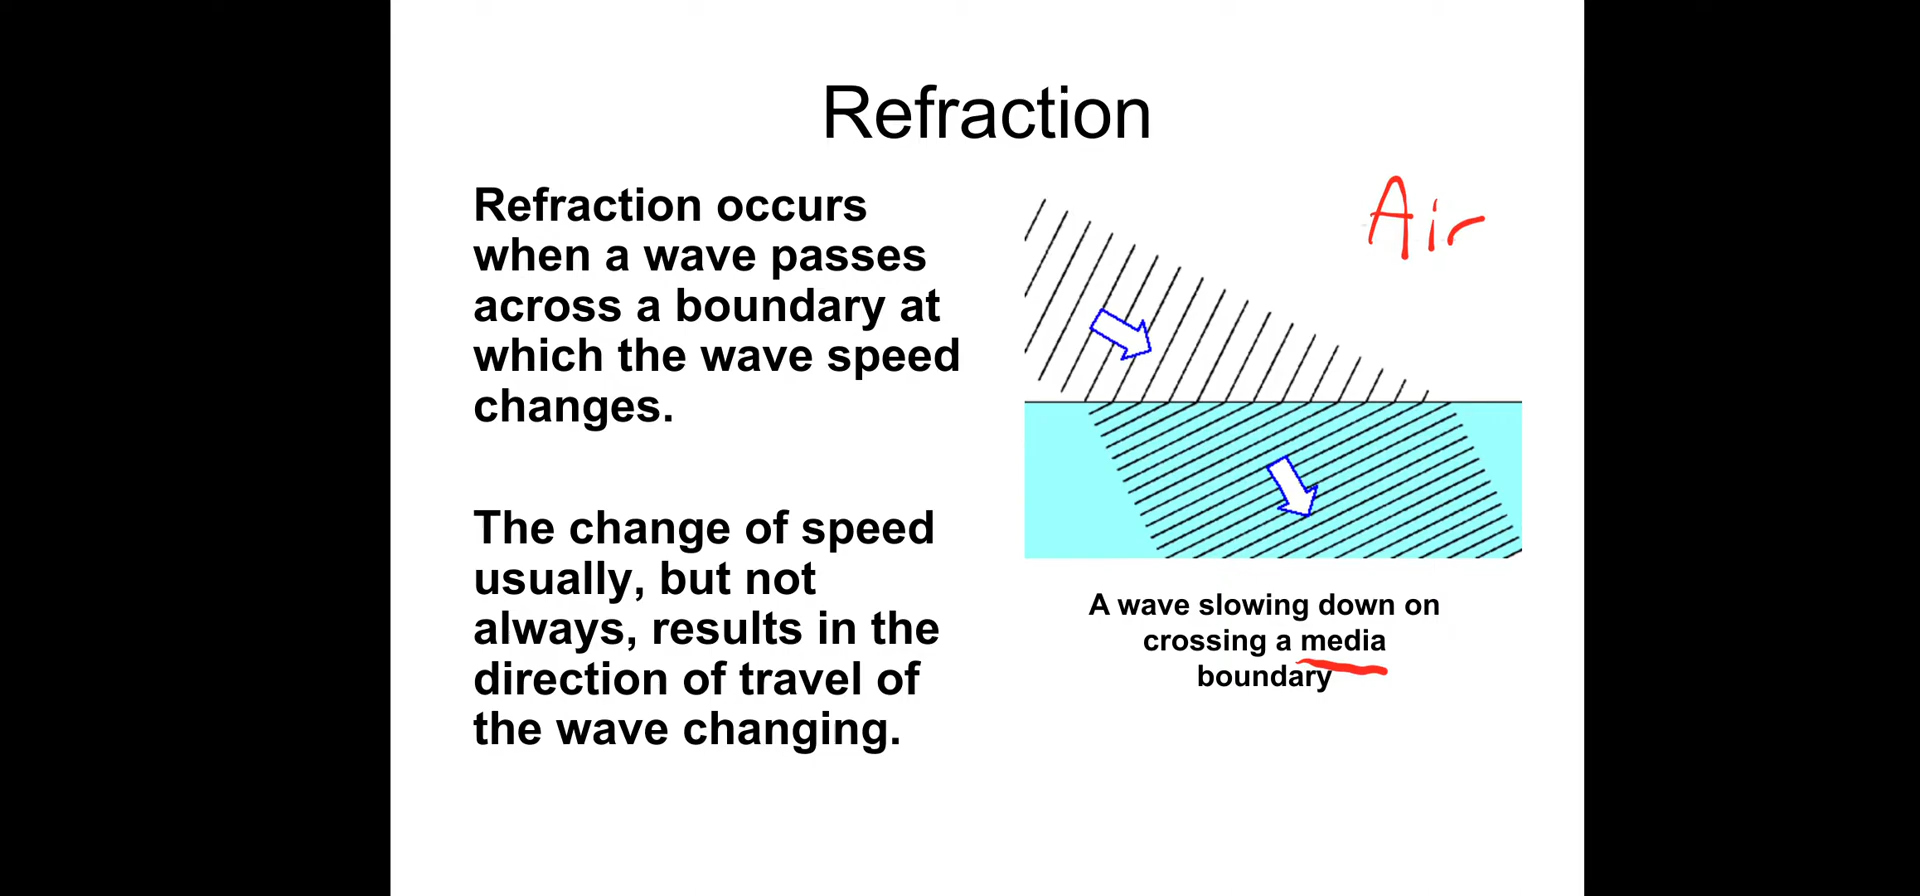 Refraction
Refraction occurs
when a wave passes
across a boundary at
which the wave speed
changes.
The change of speed
usually, but not
always, results in the
direction of travel of
the wave changing.
Air
A wave slowing down on
crossing a media
boundary